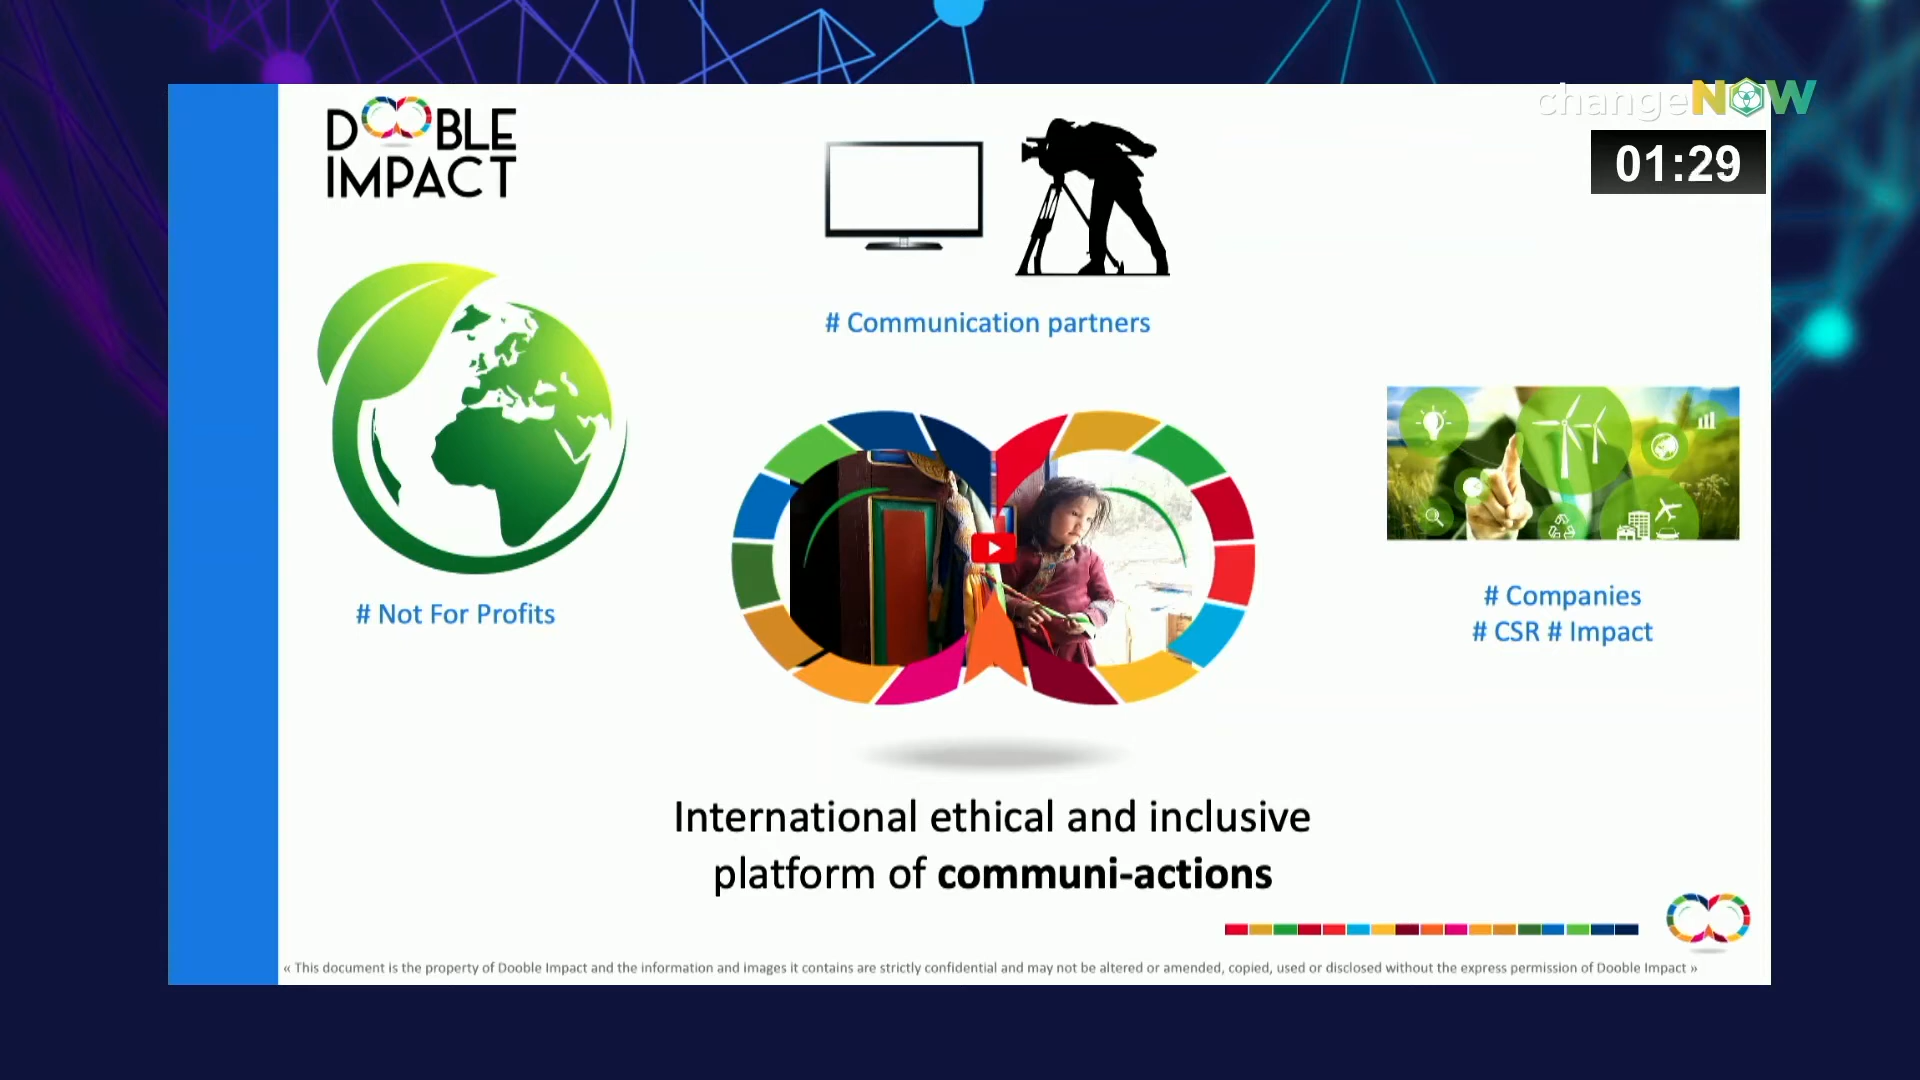 changeNOW
01:29
DOOBLE
IMPACT
# Communication partners
# Not For Profits
# Companies
# CSR # Impact
International ethical and inclusive
platform of communi-actions
« This document is the property of Dooble Impact and the information and images it contains are strictly confidential and may not be altered or amended, copied, used or disclosed without the express permission of Dooble Impact »